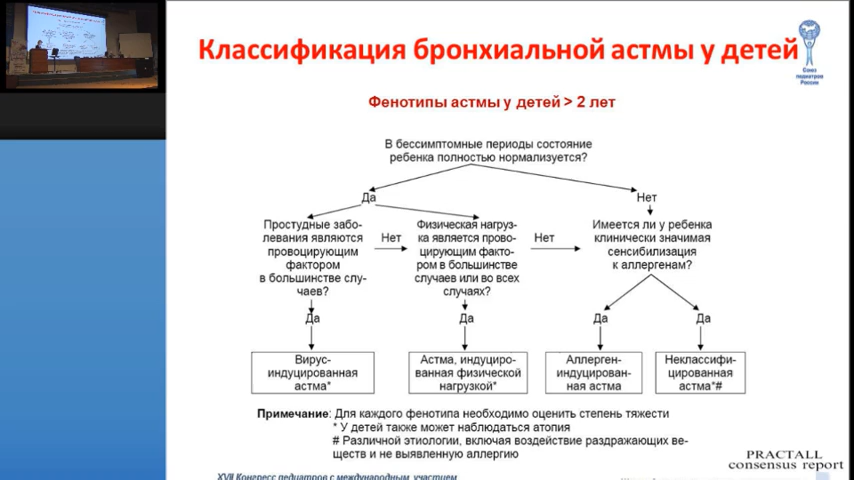 Классификация бронхиальной астмы у детей
Союз
педиатров
России
Фенотипы астмы у детей > 2 лет
В бессимптомные периоды состояние
ребенка полностью нормализуется?
Да
Нет
Простудные забо-
левания являются
провоцирующим
фактором
в большинстве слу-
чаев?
Нет
Физическая нагруз-
ка является прово-
цирующим факто-
ром в большинстве
случаев или во всех
случаях?
Нет
Имеется ли у ребенка
клинически значимая
сенсибилизация
к аллергенам?
Да
Да
Да
Да
Вирус-
индуцированная
астма*
Астма, индуциро-
ванная физической
нагрузкой*
Аллерген-
индуцирован-
ная астма
Неклассифи-
цированная
астма*#
Примечание: Для каждого фенотипа необходимо оценить степень тяжести
* У детей также может наблюдаться атопия
# Различной этиологии, включая воздействие раздражающих ве-
ществ и не выявленную аллергию
PRACTALL
consensus report
XVII Конгресс педиатров с международным участием